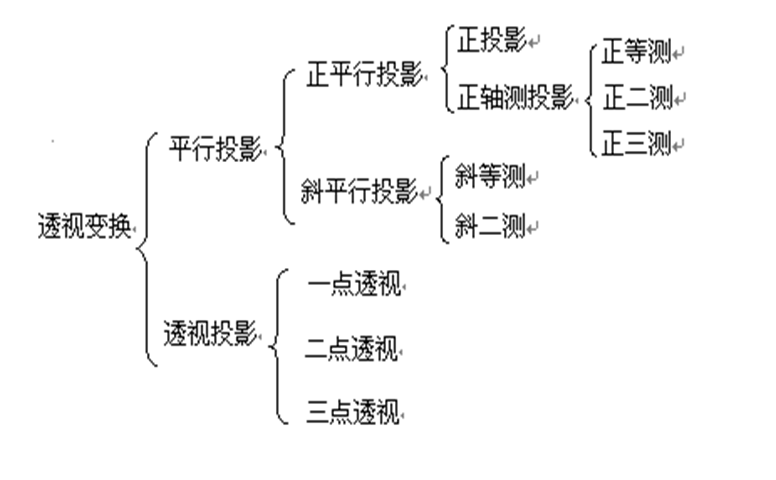 透视变换
平行投影
正平行投影
正投影
正轴测投影
正等测
正二测
正三测
斜平行投影
斜等测
斜二测
透视投影
一点透视
二点透视
三点透视